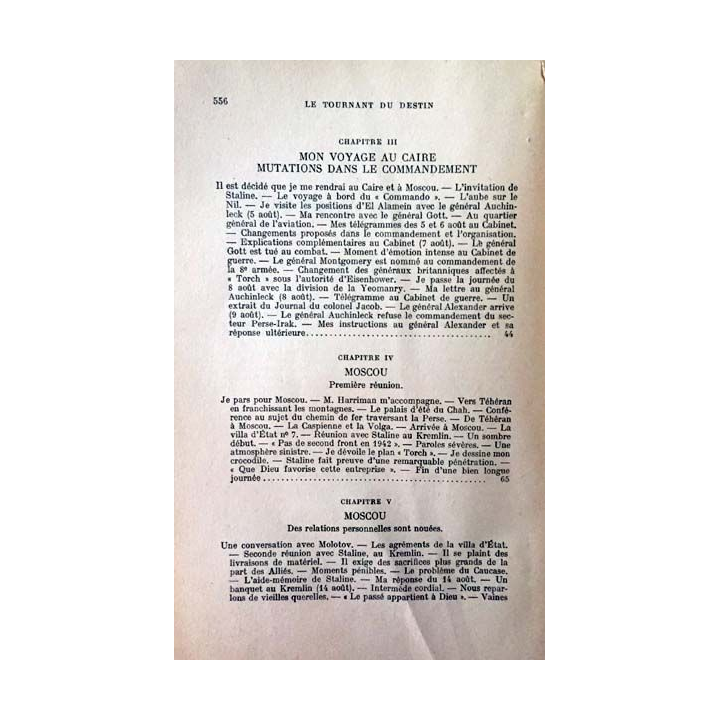 556
LE TOURNANT DU DESTIN
CHAPITRE III
MON VOYAGE AU CAIRE
MUTATIONS DANS LE COMMANDEMENT
Il est décidé que je me rendrai au Caire et à Moscou. — L'invitation de
Staline. — Le voyage à bord du « Commando ». — L'aube sur le
Nil. — Je visite les positions d'El Alamein avec le général Auchin-
leck (5 août). — Ma rencontre avec le général Gott. — Au quartier
général de l'aviation. — Mes télégrammes des 5 et 6 août au Cabinet.
— Changements proposés dans le commandement et l'organisation.
— Explications complémentaires au Cabinet (7 août). — Le général
Gott est tué au combat. — Moment d'émotion intense au Cabinet de
guerre. — Le général Montgomery est nommé au commandement de
la 8e armée. — Changement des généraux britanniques affectés à
« Torch » sous l'autorité d'Eisenhower. — Je passe la journée du
8 août avec la division de la Yeomanry. — Ma lettre au général
Auchinleck (8 août). — Télégramme au Cabinet de guerre. — Un
extrait du Journal du colonel Jacob. — Le général Alexander arrive
(9 août). — Le général Auchinleck refuse le commandement du sec-
teur Perse-Irak. — Mes instructions au général Alexander et sa
réponse ultérieure. 44
CHAPITRE IV
MOSCOU
Première réunion.
Je pars pour Moscou. — M. Harriman m'accompagne. — Vers Téhéran
en franchissant les montagnes. — Le palais d'été du Chah. — Confé-
rence au sujet du chemin de fer traversant la Perse. — De Téhéran
à Moscou. — La Caspienne et la Volga. — Arrivée à Moscou. — La
villa d'État nº 7. — Réunion avec Staline au Kremlin. — Un sombre
début. — « Pas de second front en 1942 ». — Paroles sévères. — Une
atmosphère sinistre. — Je dévoile le plan « Torch ». — Je dessine mon
crocodile. — Staline fait preuve d'une remarquable pénétration. —
« Que Dieu favorise cette entreprise ». — Fin d'une bien longue
journée 65
CHAPITRE V
MOSCOU
Des relations personnelles sont nouées.
Une conversation avec Molotov. — Les agréments de la villa d'État.
— Seconde réunion avec Staline, au Kremlin. — Il se plaint des
livraisons de matériel. — Il exige des sacrifices plus grands de la
part des Alliés. — Moments pénibles. — Le problème du Caucase.
— L'aide-mémoire de Staline. — Ma réponse du 14 août. — Un
banquet au Kremlin (14 août). — Intermède cordial. — Nous repar-
lons de vieilles querelles. — « Le passé appartient à Dieu ». — Vaines